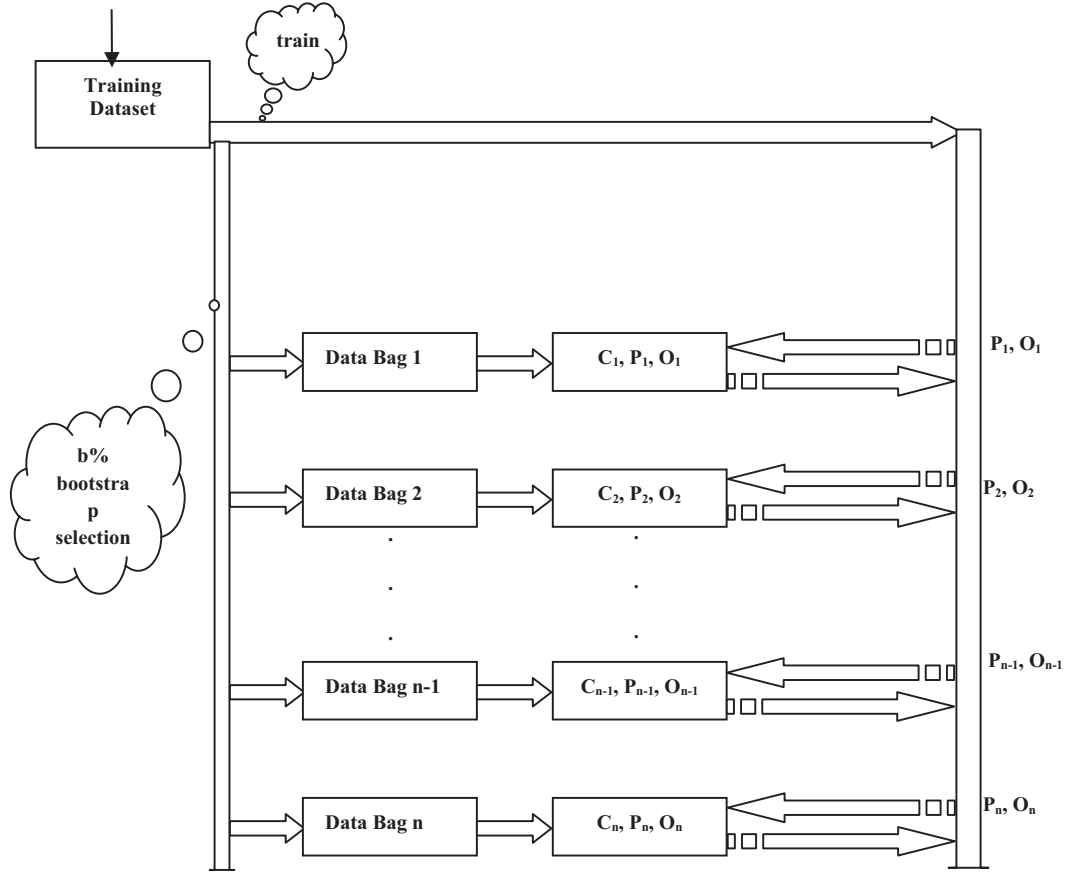 train
Training
Dataset
Data Bag 1
C₁, P₁, O₁
P₁, O₁
b%
bootstra
p
selection
Data Bag 2
C₂, P₂, O₂
P₂, O₂
.
.
.
.
.
.
Data Bag n-1
Cₙ₋₁, Pₙ₋₁, Oₙ₋₁
Pₙ₋₁, Oₙ₋₁
Data Bag n
Cₙ, Pₙ, Oₙ
Pₙ, Oₙ